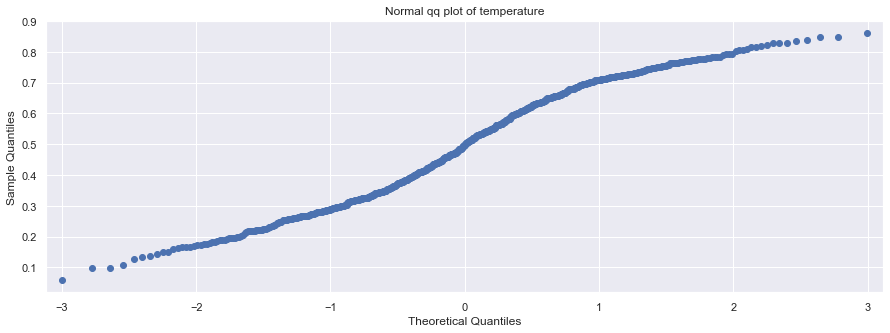 Normal qq plot of temperature
Sample Quantiles
0.9
0.8
0.7
0.6
0.5
0.4
0.3
0.2
0.1
−3 −2 −1 0 1 2 3
Theoretical Quantiles